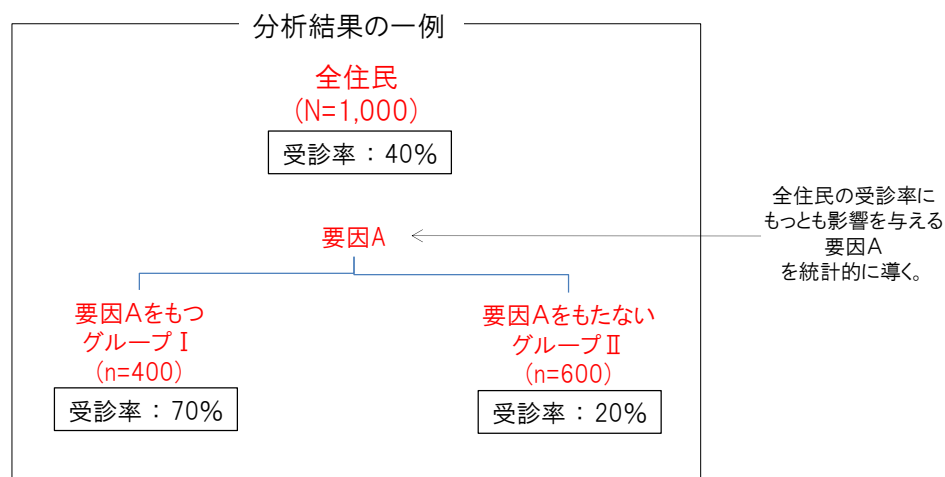 分析結果の一例
全住民
(N=1,000)
受診率 : 40%
要因A
全住民の受診率に
もっとも影響を与える
要因A
を統計的に導く。
要因Aをもつ
グループⅠ
(n=400)
受診率 : 70%
要因Aをもたない
グループⅡ
(n=600)
受診率 : 20%